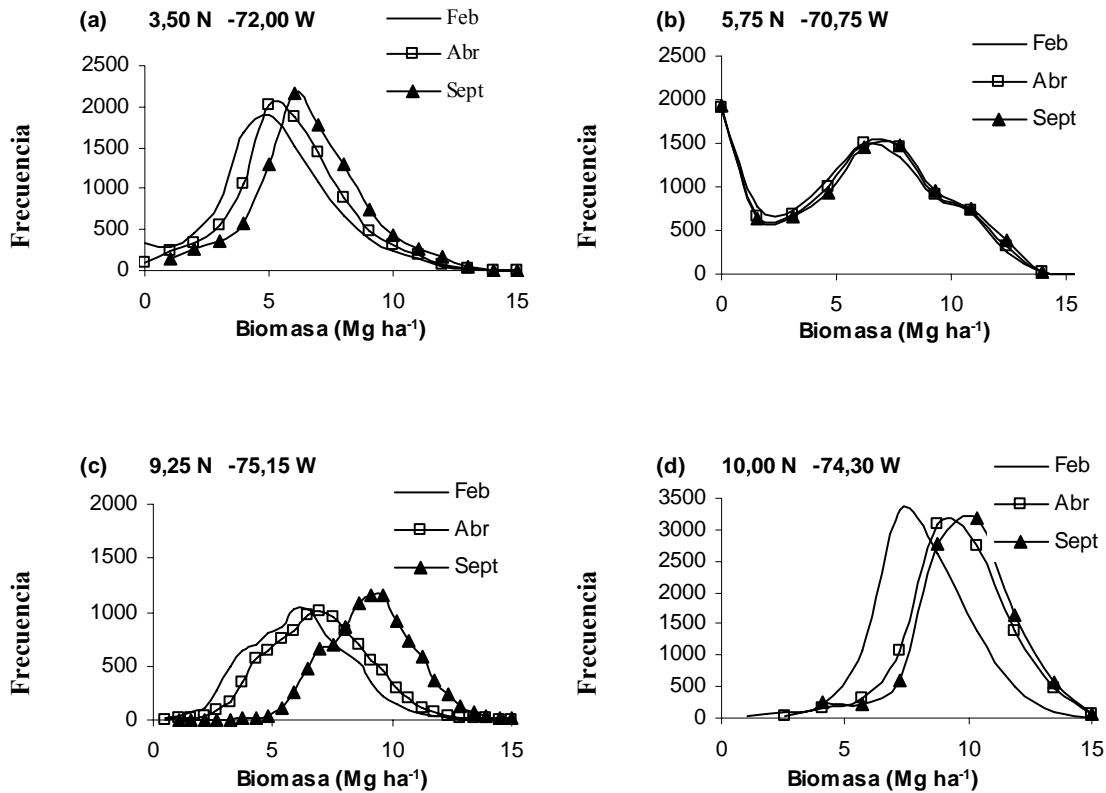 (a) 3,50 N -72,00 W
Feb
Abr
Sept
Frecuencia
2500
2000
1500
1000
500
0
0 5 10 15
Biomasa (Mg ha⁻¹)
(b) 5,75 N -70,75 W
Feb
Abr
Sept
Frecuencia
2500
2000
1500
1000
500
0
0 5 10 15
Biomasa (Mg ha⁻¹)
(c) 9,25 N -75,15 W
Feb
Abr
Sept
Frecuencia
2000
1500
1000
500
0
0 5 10 15
Biomasa (Mg ha⁻¹)
(d) 10,00 N -74,30 W
Feb
Abr
Sept
Frecuencia
3500
3000
2500
2000
1500
1000
500
0
0 5 10 15
Biomasa (Mg ha⁻¹)